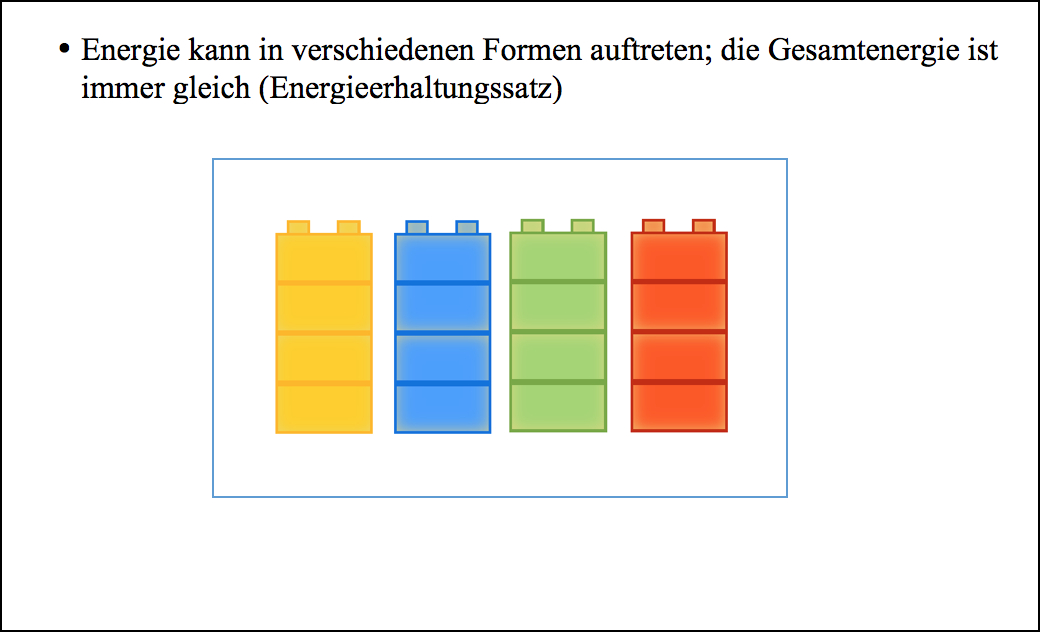 • Energie kann in verschiedenen Formen auftreten; die Gesamtenergie ist
immer gleich (Energieerhaltungssatz)